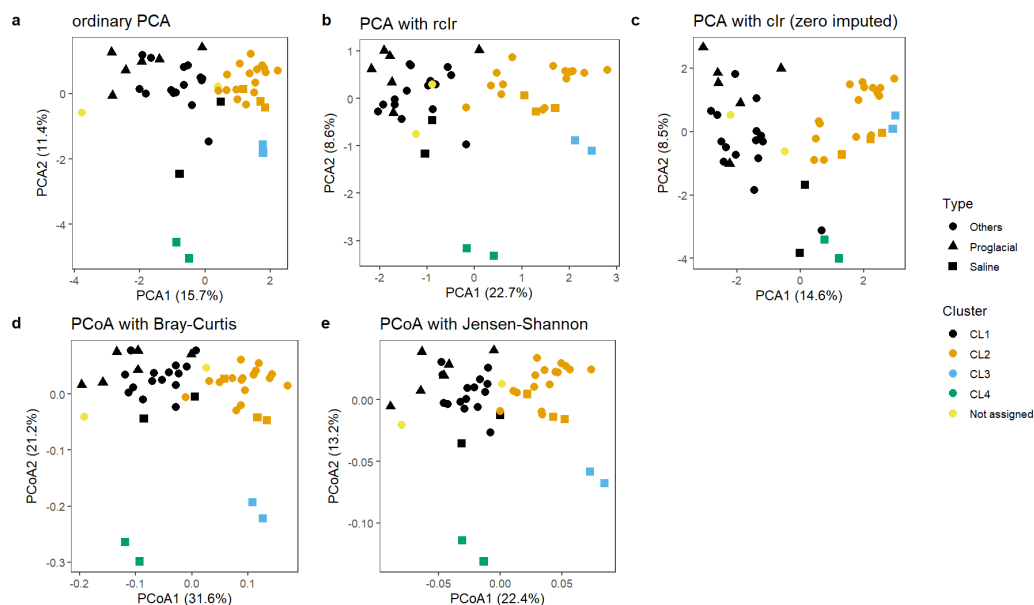 a ordinary PCA
2
0
-2
-4
-4 -2 0 2
PCA1 (15.7%)
PCA2 (11.4%)
b PCA with rclr
1
0
-1
-2
-3
-2 -1 0 1 2 3
PCA1 (22.7%)
PCA2 (8.6%)
c PCA with clr (zero imputed)
2
0
-2
-4
-2 0 2
PCA1 (14.6%)
PCA2 (8.5%)
d PCoA with Bray-Curtis
0.0
-0.1
-0.2
-0.3
-0.2 -0.1 0.0 0.1
PCoA1 (31.6%)
PCoA2 (21.2%)
e PCoA with Jensen-Shannon
0.00
-0.05
-0.10
-0.05 0.00 0.05
PCoA1 (22.4%)
PCoA2 (13.2%)
Type
Others
Proglacial
Saline
Cluster
CL1
CL2
CL3
CL4
Not assigned